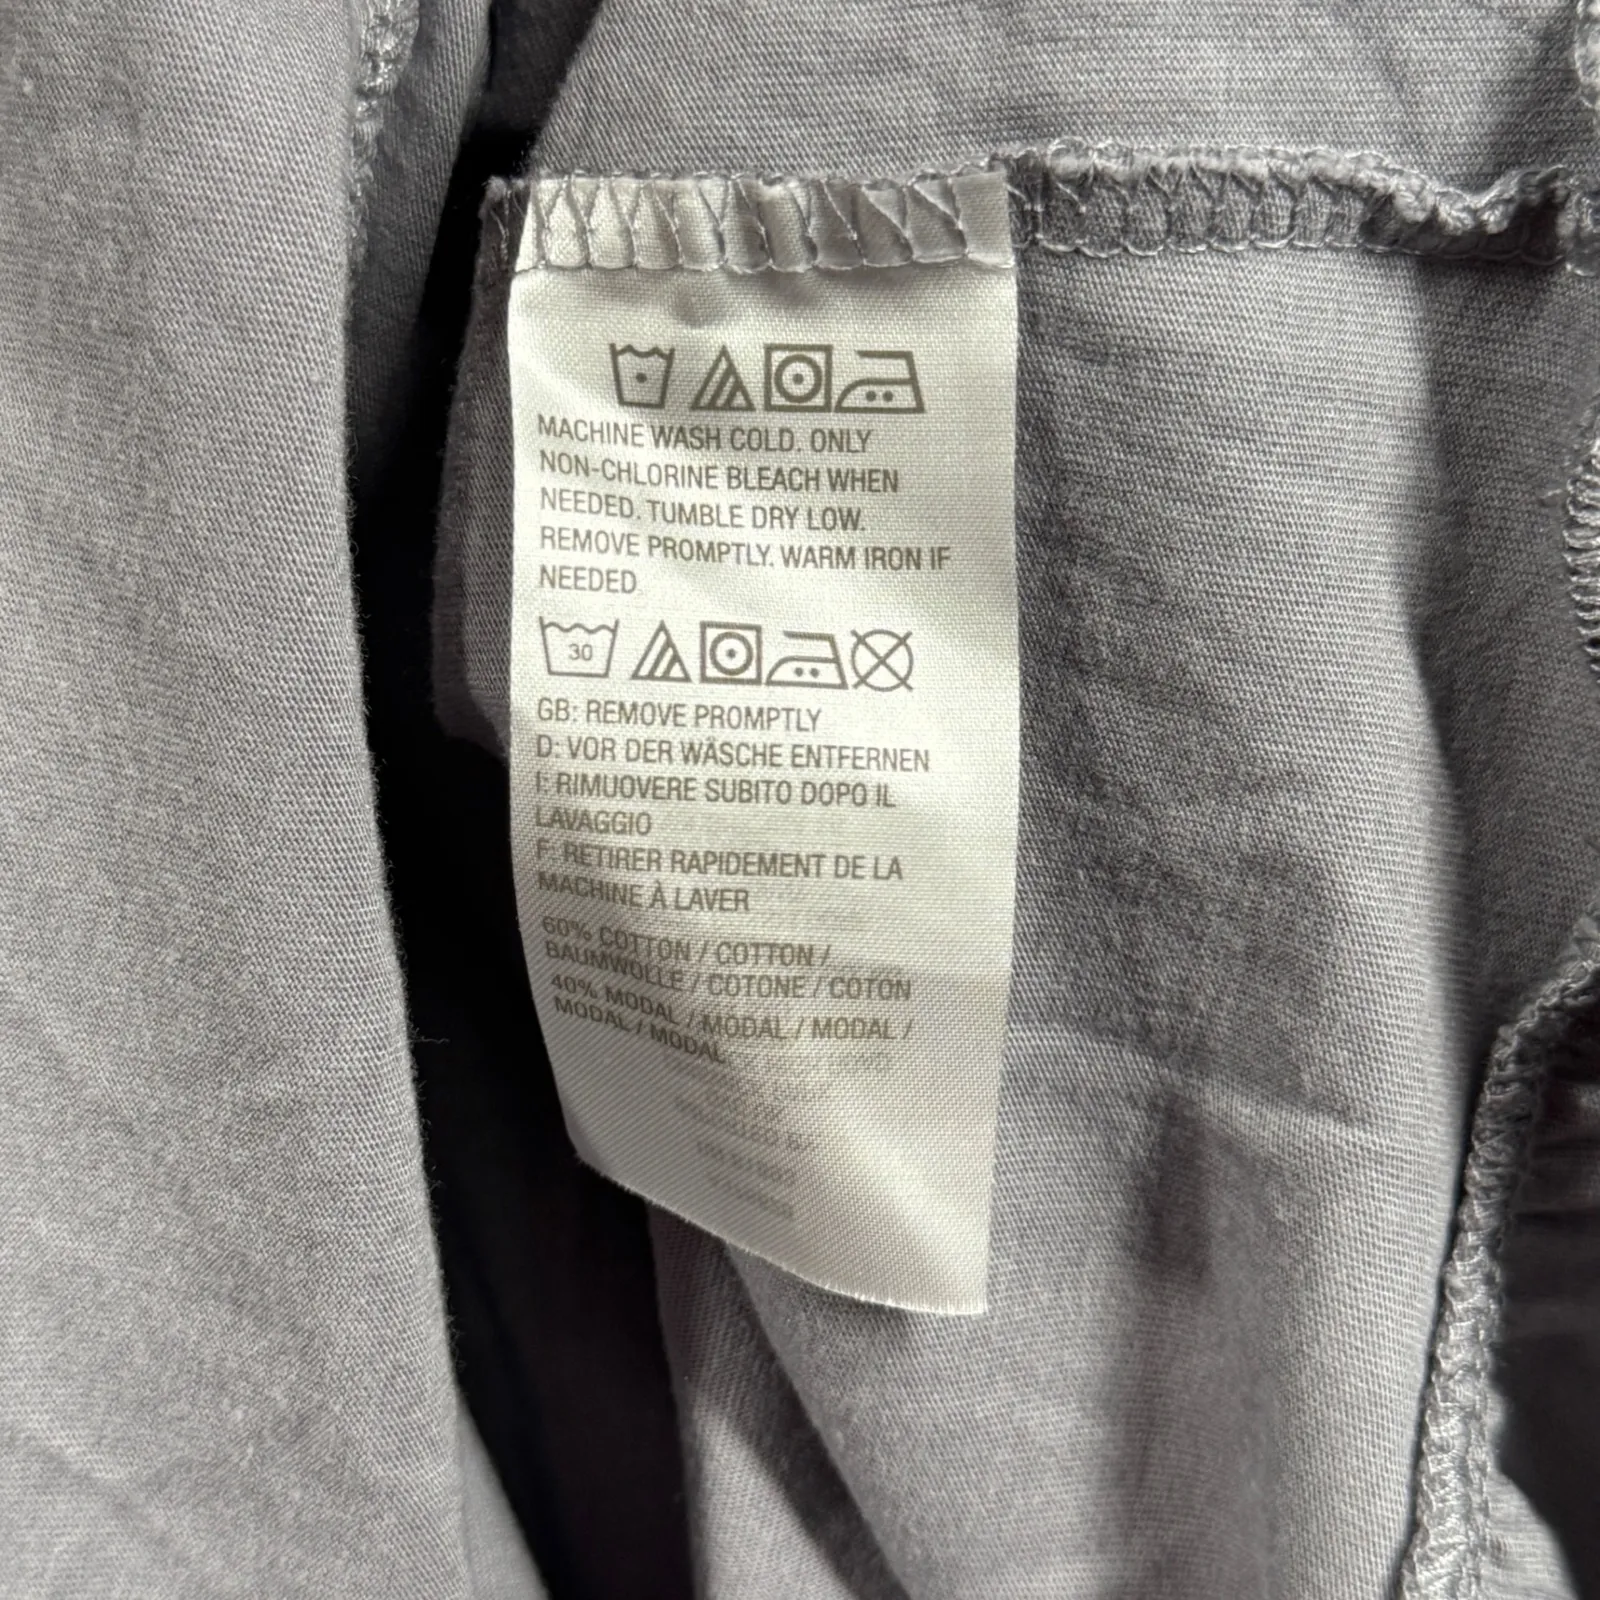 MACHINE WASH COLD. ONLY
NON-CHLORINE BLEACH WHEN
NEEDED. TUMBLE DRY LOW.
REMOVE PROMPTLY. WARM IRON IF
NEEDED
30
GB: REMOVE PROMPTLY
D: VOR DER WÄSCHE ENTFERNEN
I: RIMUOVERE SUBITO DOPO IL
LAVAGGIO
F: RETIRER RAPIDEMENT DE LA
MACHINE À LAVER
60% COTTON / COTTON /
BAUMWOLLE / COTONE / COTON
40% MODAL / MODAL / MODAL /
MODAL / MODAL